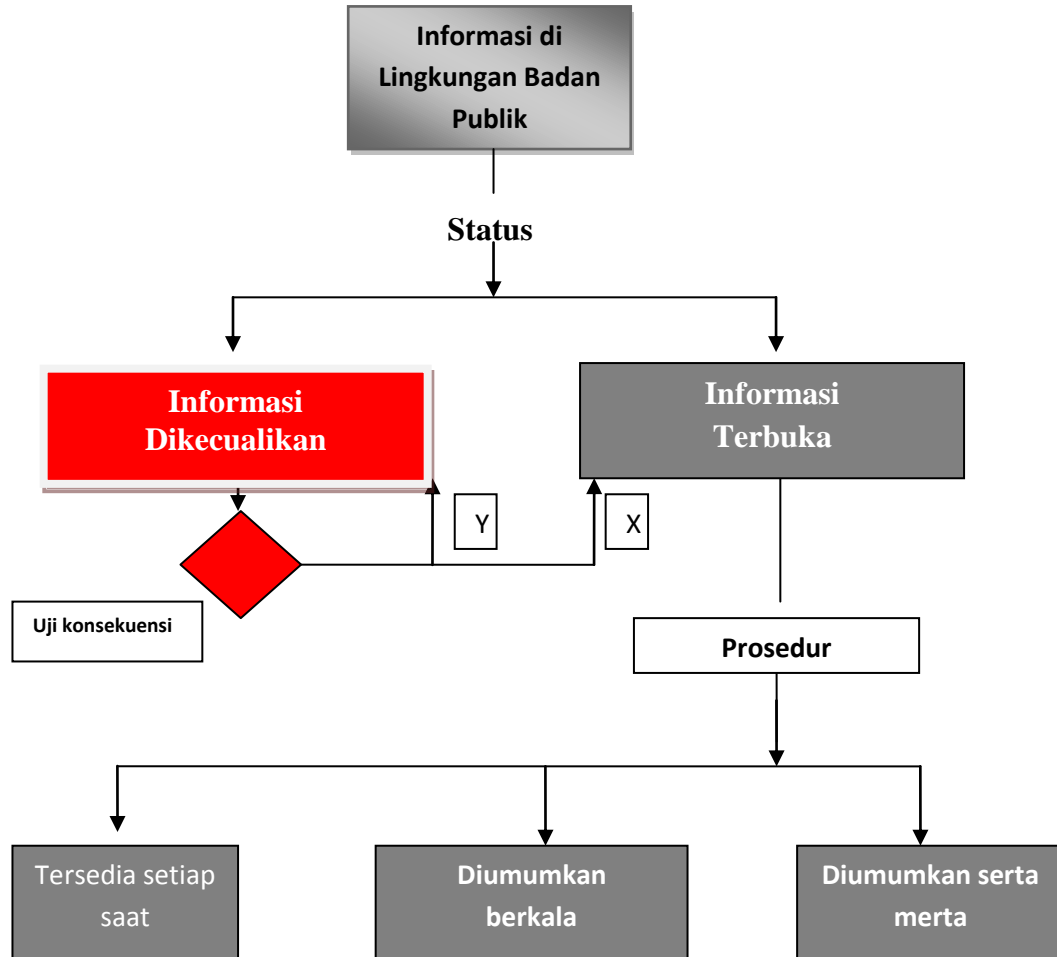 Informasi di
Lingkungan Badan
Publik
Status
Informasi
Dikecualikan
Informasi
Terbuka
Y
X
Uji konsekuensi
Prosedur
Tersedia setiap
saat
Diumumkan
berkala
Diumumkan serta
merta